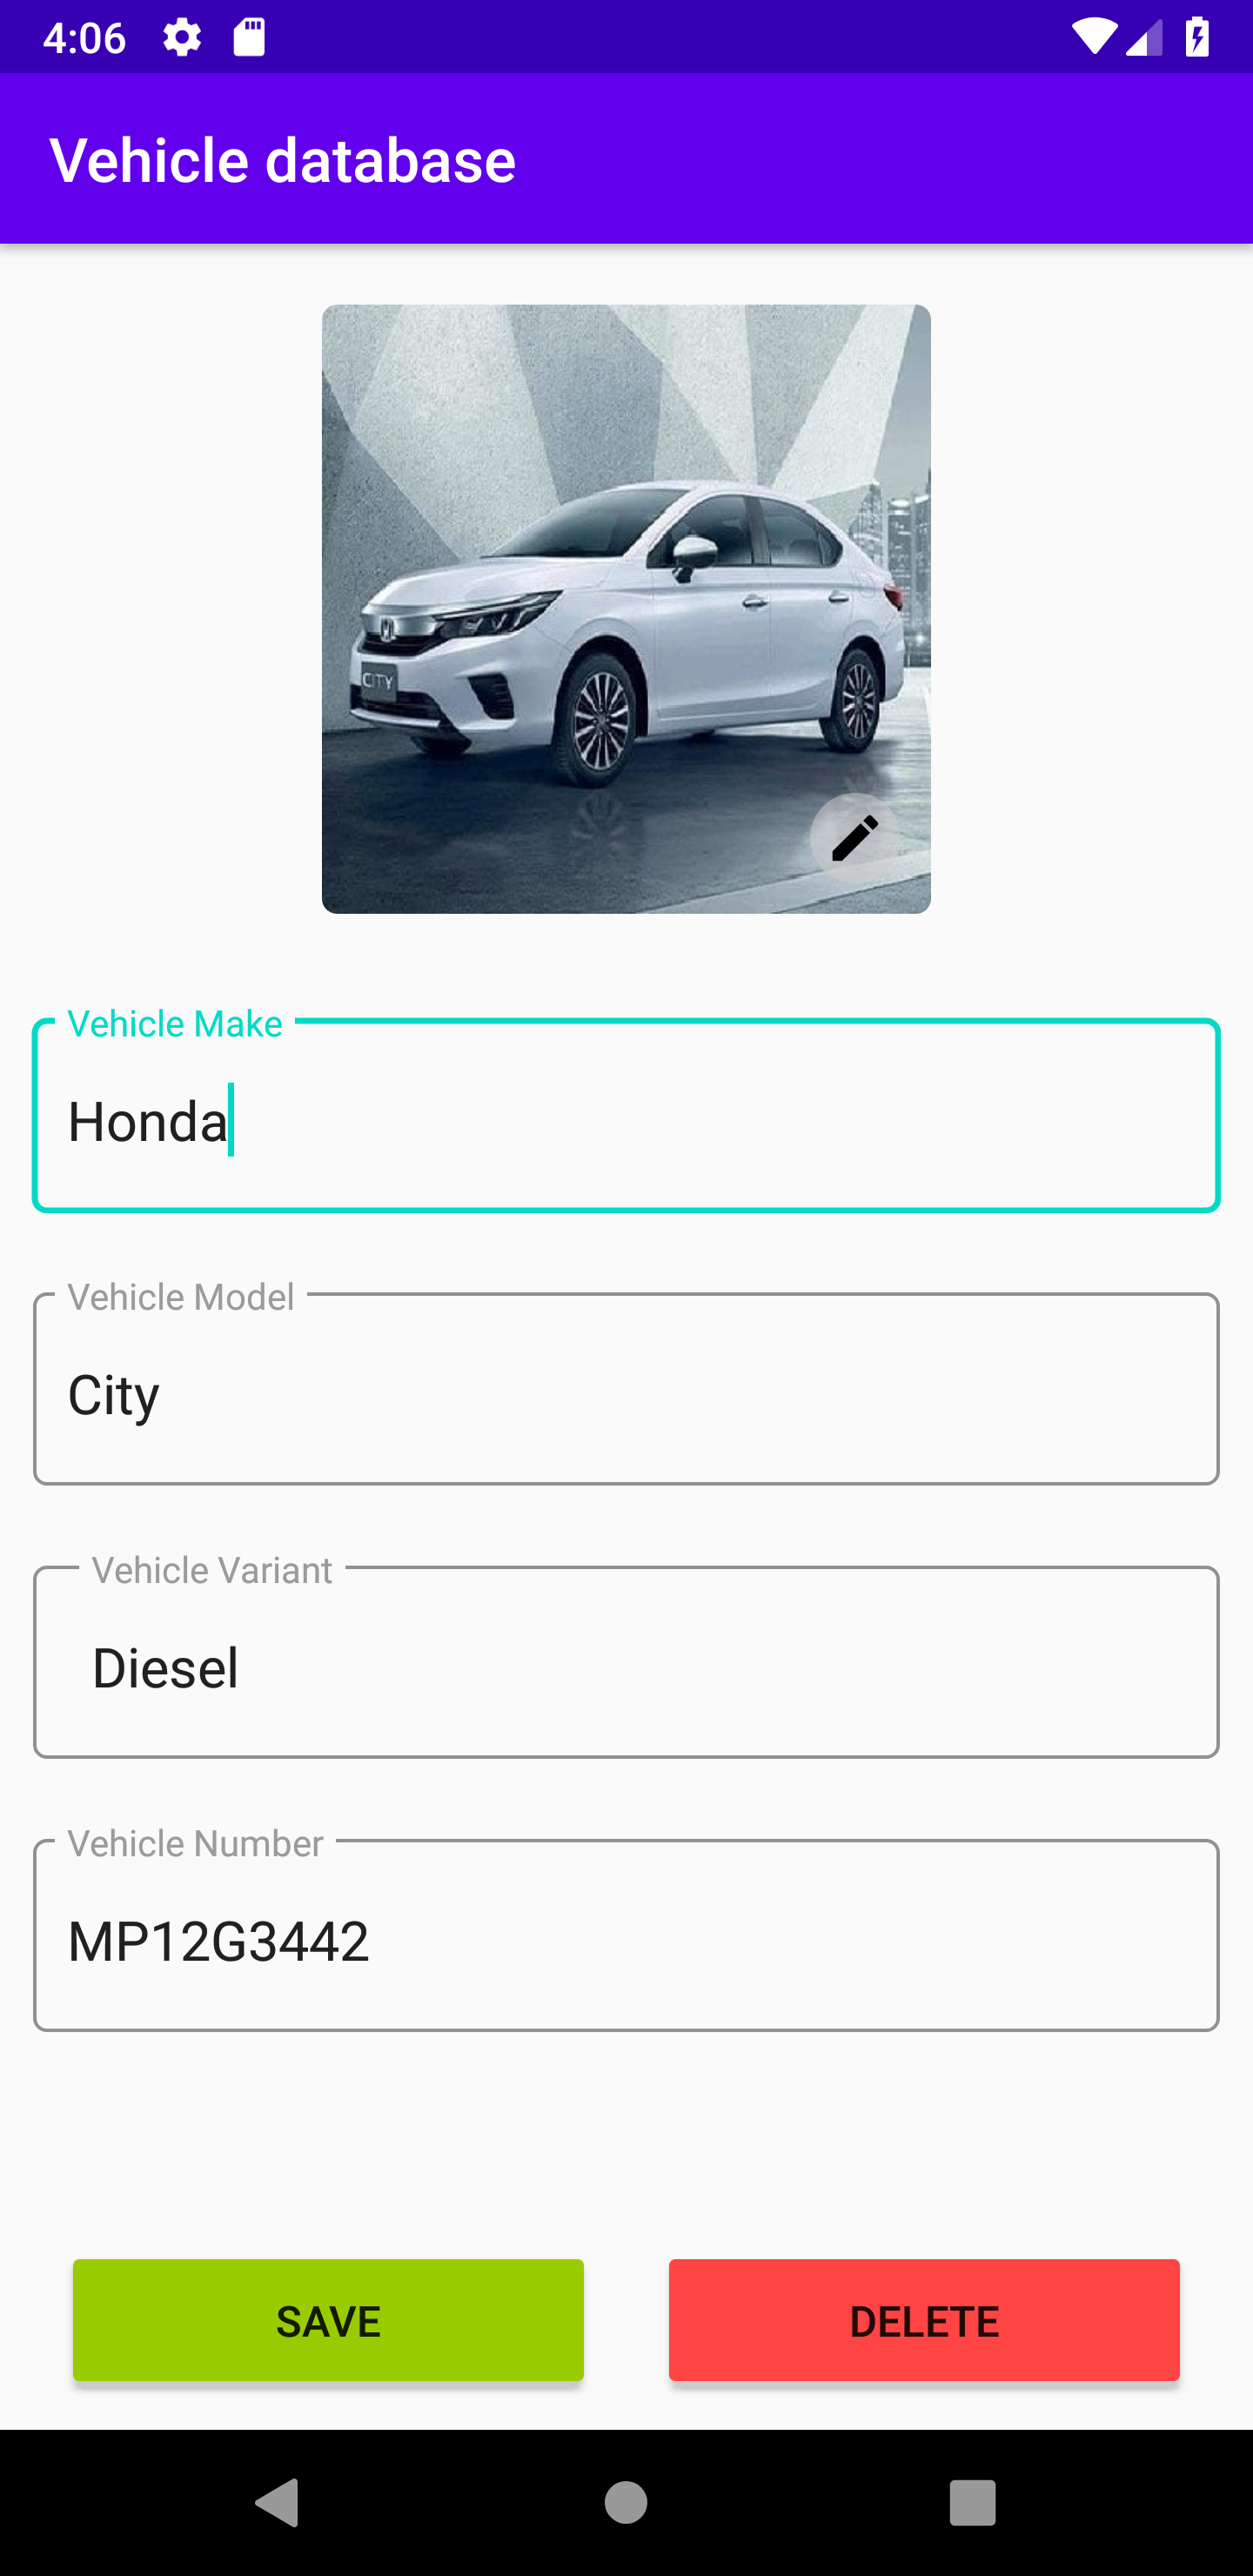 4:06
Vehicle database
CITY
Vehicle Make
Honda
Vehicle Model
City
Vehicle Variant
Diesel
Vehicle Number
MP12G3442
SAVE
DELETE